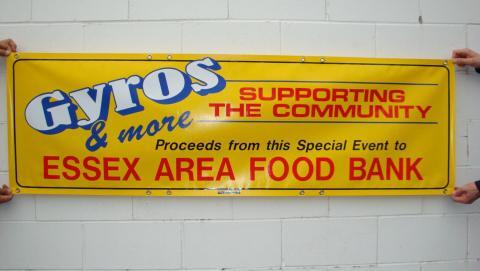 Gyros
& more
SUPPORTING
THE COMMUNITY
Proceeds from this Special Event to
ESSEX AREA FOOD BANK